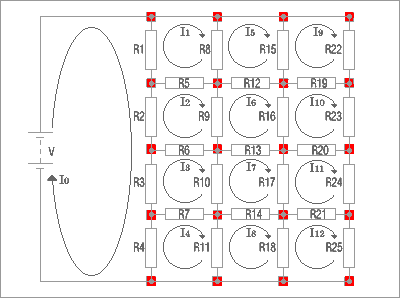 I1 I5 I9
R1 R8 R15 R22
R5 R12 R19
I2 I6 I10
R2 R9 R16 R23
V R6 R13 R20
I0 I3 I7 I11
R3 R10 R17 R24
R7 R14 R21
I4 I8 I12
R4 R11 R18 R25